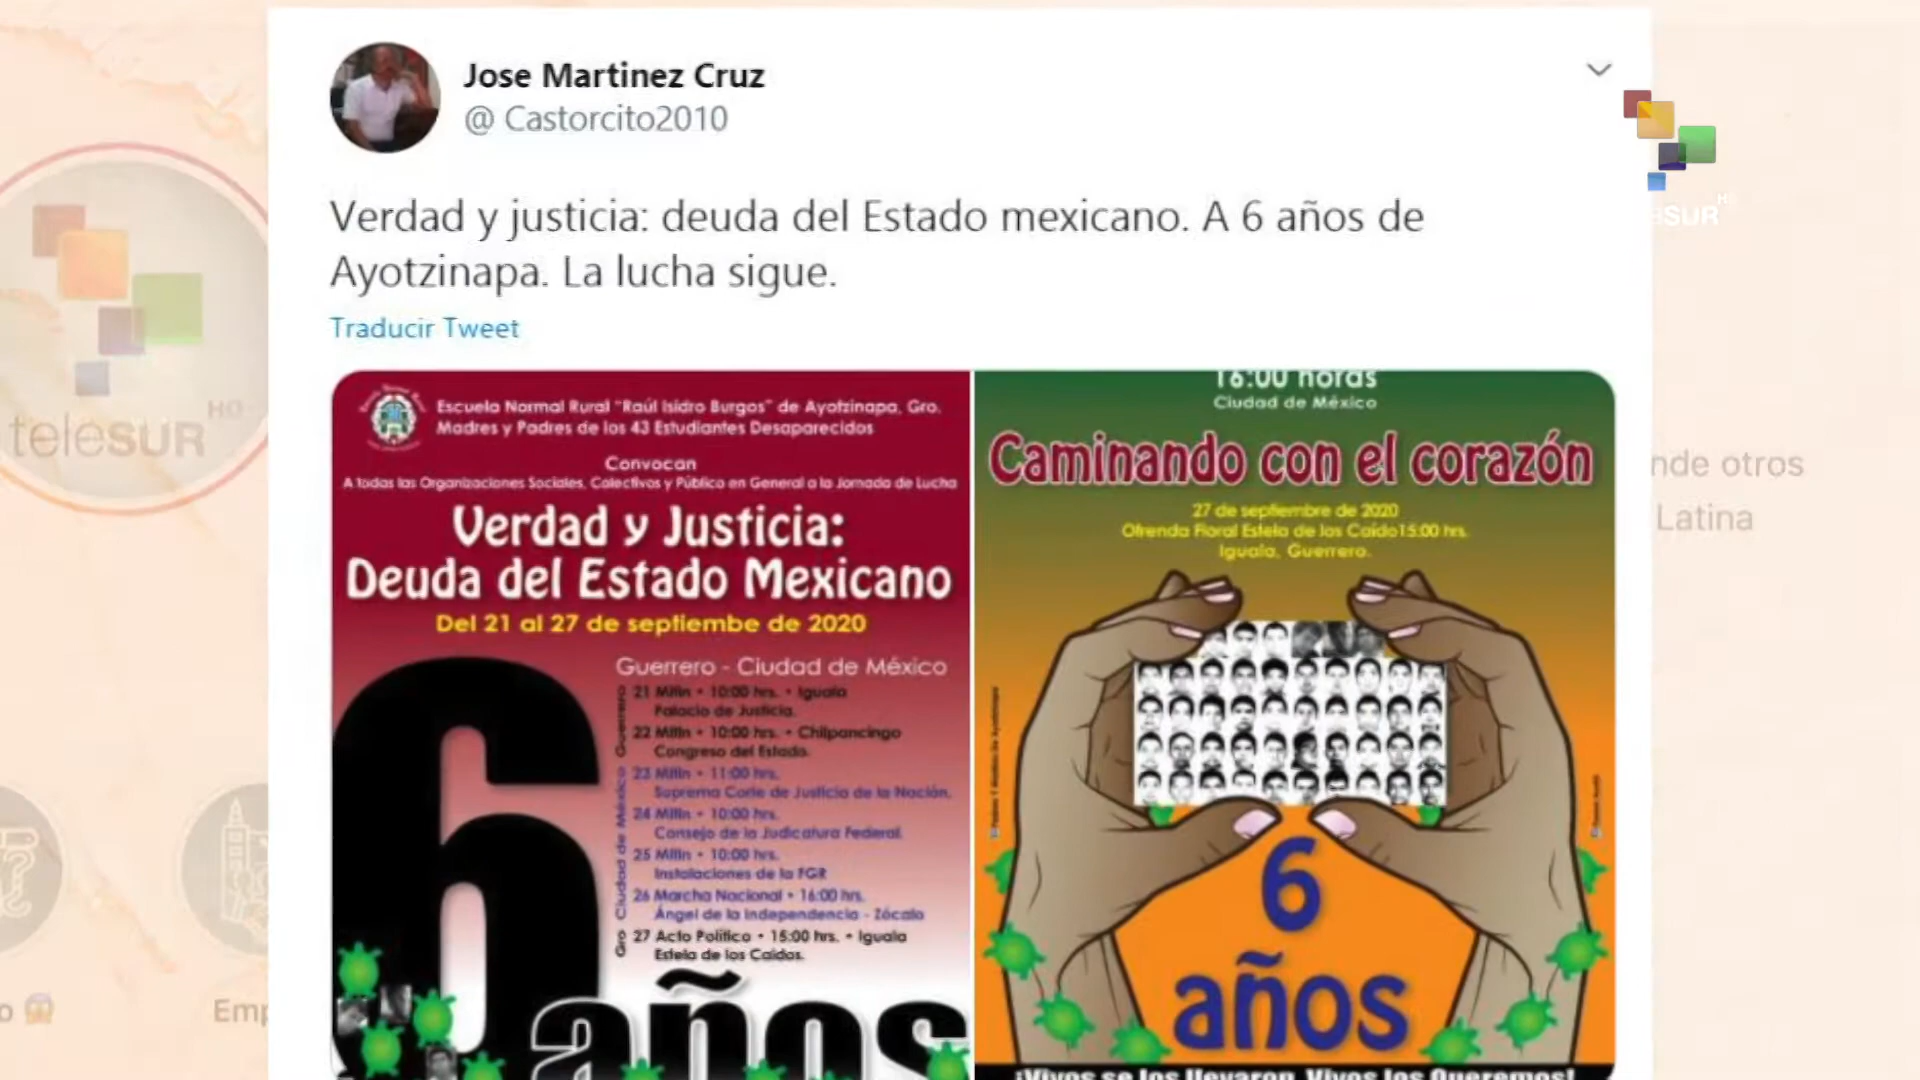 Jose Martinez Cruz
@ Castorcito2010
Verdad y justicia: deuda del Estado mexicano. A 6 años de
Ayotzinapa. La lucha sigue.
Traducir Tweet
Escuela Normal Rural "Raúl Isidro Burgos" de Ayotzinapa, Gro.
Madres y Padres de los 43 Estudiantes Desaparecidos
Convocan
A todas las Organizaciones Sociales, Colectivos y Público en General a la Jornada de Lucha
Verdad y Justicia:
Deuda del Estado Mexicano
Del 21 al 27 de septiembe de 2020
Guerrero - Ciudad de México
Guerrero
21 Mitin • 10:00 hrs. • Iguala
Palacio de Justicia.
22 Mitin • 10:00 hrs. • Chilpancingo
Congreso del Estado.
Ciudad de México
23 Mitin • 11:00 hrs.
Suprema Corte de Justicia de la Nación.
24 Mitin • 10:00 hrs.
Consejo de la Judicatura Federal.
25 Mitin • 10:00 hrs.
Instalaciones de la FGR
26 Marcha Nacional • 16:00 hrs.
Ángel de la Independencia - Zócalo
Gro
27 Acto Político • 15:00 hrs. • Iguala
Estela de los Caídos.
6
años
16:00 horas
Ciudad de México
Caminando con el corazón
27 de septiembre de 2020
Ofrenda Floral Estela de los Caído15:00 hrs.
Iguala, Guerrero.
6
años
¡Vivos se los llevaron, Vivos los Queremos!
teleSUR HD
aSUR H
nde otros
Latina
o
Emp